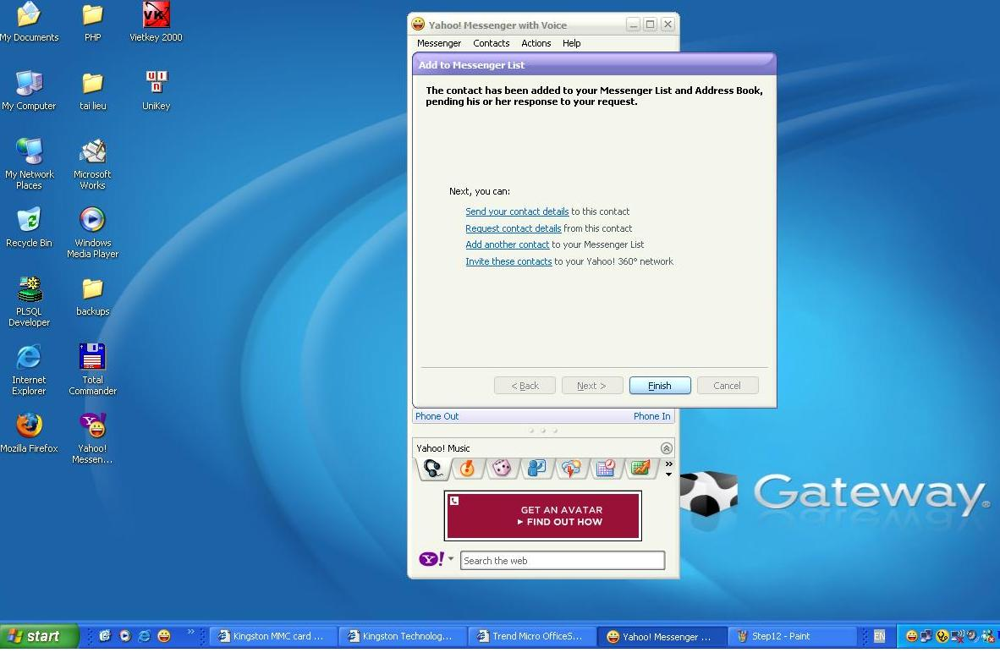 My Documents
PHP
Vietkey 2000
My Computer
tai lieu
UniKey
My Network
Places
Microsoft
Works
Recycle Bin
Windows
Media Player
PLSQL
Developer
backups
Internet
Explorer
Total
Commander
Mozilla Firefox
Yahoo!
Messen...
Yahoo! Messenger with Voice
Messenger Contacts Actions Help
Add to Messenger List
The contact has been added to your Messenger List and Address Book,
pending his or her response to your request.
Next, you can:
Send your contact details to this contact
Request contact details from this contact
Add another contact to your Messenger List
Invite these contacts to your Yahoo! 360° network
< Back Next > Finish Cancel
Phone Out Phone In
Yahoo! Music
GET AN AVATAR
FIND OUT HOW
Y! Search the web
Gateway®
start
Kingston MMC card ...
Kingston Technolog...
Trend Micro OfficeS...
Yahoo! Messenger ...
Step12 - Paint
EN